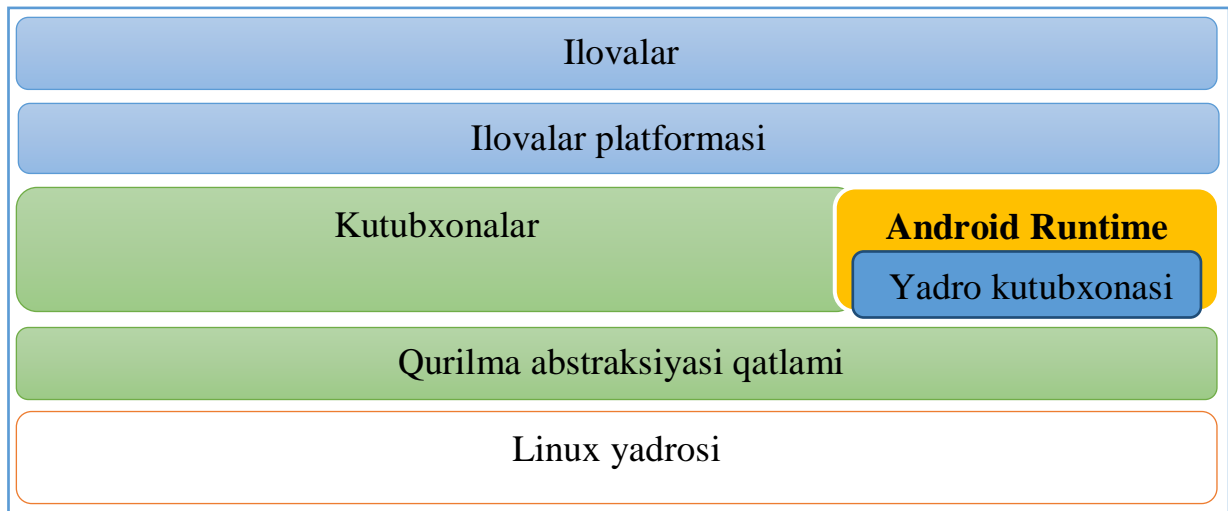 Ilovalar
Ilovalar platformasi
Kutubxonalar
Android Runtime
Yadro kutubxonasi
Qurilma abstraksiyasi qatlami
Linux yadrosi